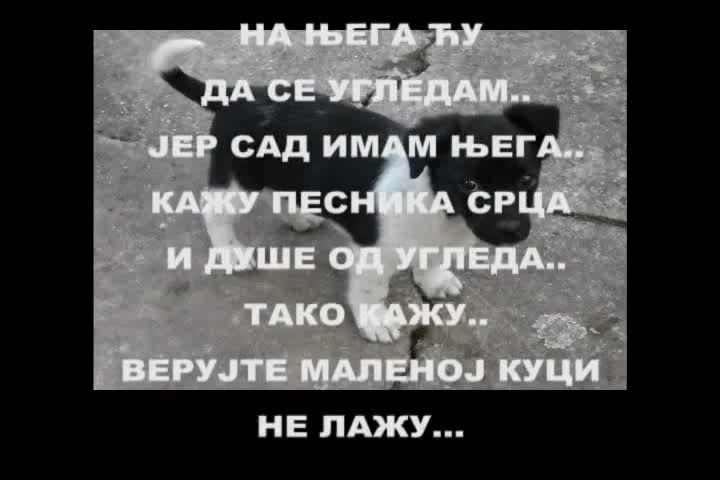 НА ЊЕГА ЋУ
ДА СЕ УГЛЕДАМ..
ЈЕР САД ИМАМ ЊЕГА..
КАЖУ ПЕСНИКА СРЦА
И ДУШЕ ОД УГЛЕДА..
ТАКО КАЖУ..
ВЕРУЈТЕ МАЛЕНОЈ КУЦИ
НЕ ЛАЖУ...